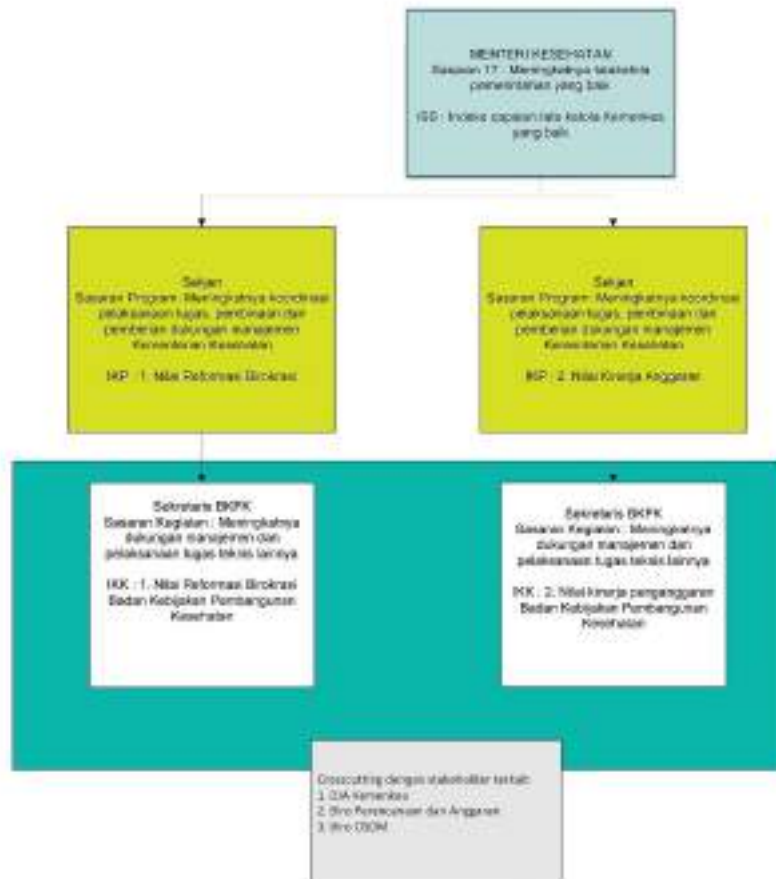 MENTERI KESEHATAN
Sasaran 17 : Meningkatnya tatakelola
pemerintahan yang baik
ISS : Indeks capaian tata kelola Kemenkes
yang baik
Sekjen
Sasaran Program: Meningkatnya koordinasi
pelaksanaan tugas, pembinaan dan
pemberian dukungan manajemen
Kementerian Kesehatan
IKP : 1. Nilai Reformasi Birokrasi
Sekjen
Sasaran Program: Meningkatnya koordinasi
pelaksanaan tugas, pembinaan dan
pemberian dukungan manajemen
Kementerian Kesehatan
IKP : 2. Nilai Kinerja Anggaran
Sekretaris BKPK
Sasaran Kegiatan : Meningkatnya
dukungan manajemen dan
pelaksanaan tugas teknis lainnya
IKK : 1. Nilai Reformasi Birokrasi
Badan Kebijakan Pembangunan
Kesehatan
Sekretaris BKPK
Sasaran Kegiatan : Meningkatnya
dukungan manajemen dan
pelaksanaan tugas teknis lainnya
IKK : 2. Nilai kinerja penganggaran
Badan Kebijakan Pembangunan
Kesehatan
Crosscutting dengan stakeholder terkait:
1. DJA Kemenkeu
2. Biro Perencanaan dan Anggaran
3. Biro OSDM